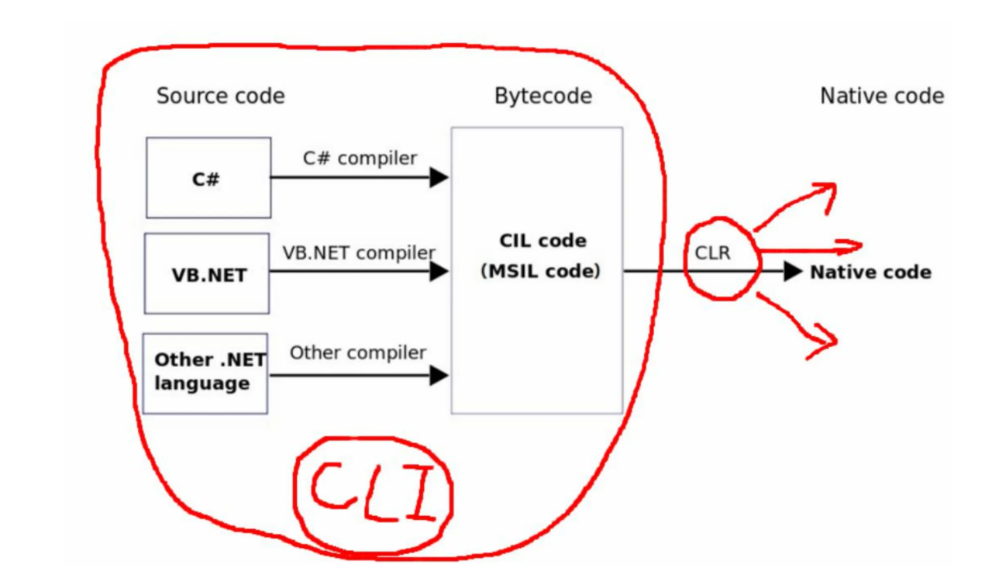 Source code
Bytecode
Native code
C#
C# compiler
VB.NET
VB.NET compiler
Other .NET
language
Other compiler
CIL code
(MSIL code)
CLR
Native code
CLI